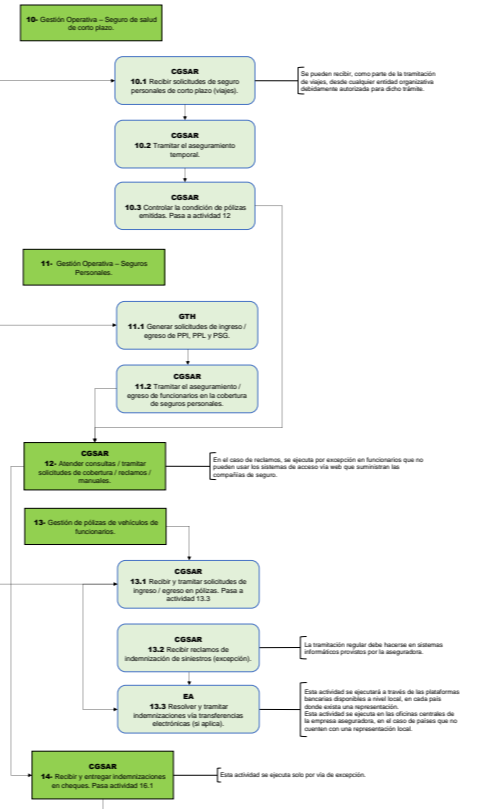 10- Gestión Operativa – Seguro de salud
de corto plazo.
CGSAR
10.1 Recibir solicitudes de seguro
personales de corto plazo (viajes).
Se pueden recibir, como parte de la tramitación
de viajes, desde cualquier entidad organizativa
debidamente autorizada para dicho trámite.
CGSAR
10.2 Tramitar el aseguramiento
temporal.
CGSAR
10.3 Controlar la condición de pólizas
emitidas. Pasa a actividad 12
11- Gestión Operativa – Seguros
Personales.
GTH
11.1 Generar solicitudes de ingreso /
egreso de PPI, PPL y PSG.
CGSAR
11.2 Tramitar el aseguramiento /
egreso de funcionarios en la cobertura
de seguros personales.
CGSAR
12- Atender consultas / tramitar
solicitudes de cobertura / reclamos /
manuales.
En el caso de reclamos, se ejecuta por excepción en funcionarios que no
pueden usar los sistemas de acceso vía web que suministran las
compañías de seguro.
13- Gestión de pólizas de vehículos de
funcionarios.
CGSAR
13.1 Recibir y tramitar solicitudes de
ingreso / egreso en pólizas. Pasa a
actividad 13.3
CGSAR
13.2 Recibir reclamos de
indemnización de siniestros (excepción).
La tramitación regular debe hacerse en sistemas
informáticos provistos por la aseguradora.
EA
13.3 Resolver y tramitar
indemnizaciones vía transferencias
electrónicas (si aplica).
Esta actividad se ejecutará a través de las plataformas
bancarias disponibles a nivel local, en cada país
donde exista una representación.
Esta actividad se ejecuta en las oficinas centrales de
la empresa aseguradora, en el caso de países que no
cuenten con una representación local.
CGSAR
14- Recibir y entregar indemnizaciones
en cheques. Pasa actividad 16.1
Esta actividad se ejecuta solo por vía de excepción.